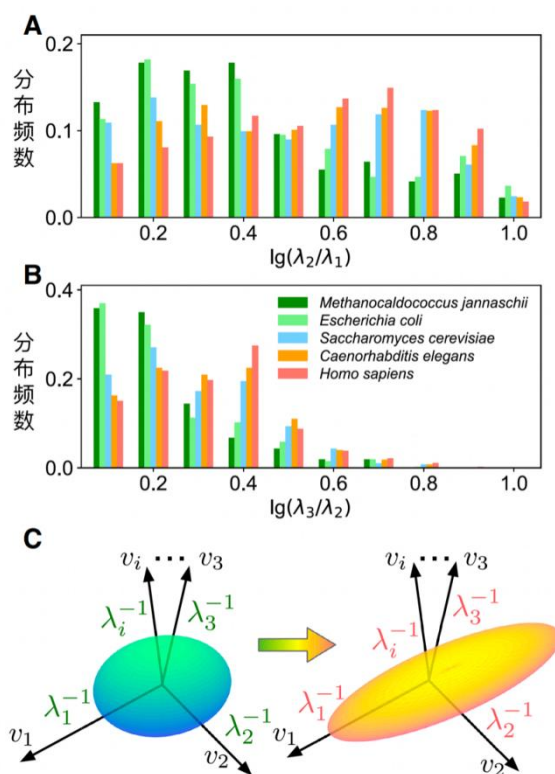 A
分布频数
0.2
0.1
0.0
0.2 0.4 0.6 0.8 1.0
lg(λ₂/λ₁)
B
分布频数
0.4
0.2
0.0
Methanocaldococcus jannaschii
Escherichia coli
Saccharomyces cerevisiae
Caenorhabditis elegans
Homo sapiens
0.2 0.4 0.6 0.8 1.0
lg(λ₃/λ₂)
C
vᵢ ··· v₃
λᵢ⁻¹ λ₃⁻¹
λ₁⁻¹ λ₂⁻¹
v₁ v₂
vᵢ ··· v₃
λᵢ⁻¹ λ₃⁻¹
λ₁⁻¹ λ₂⁻¹
v₁ v₂